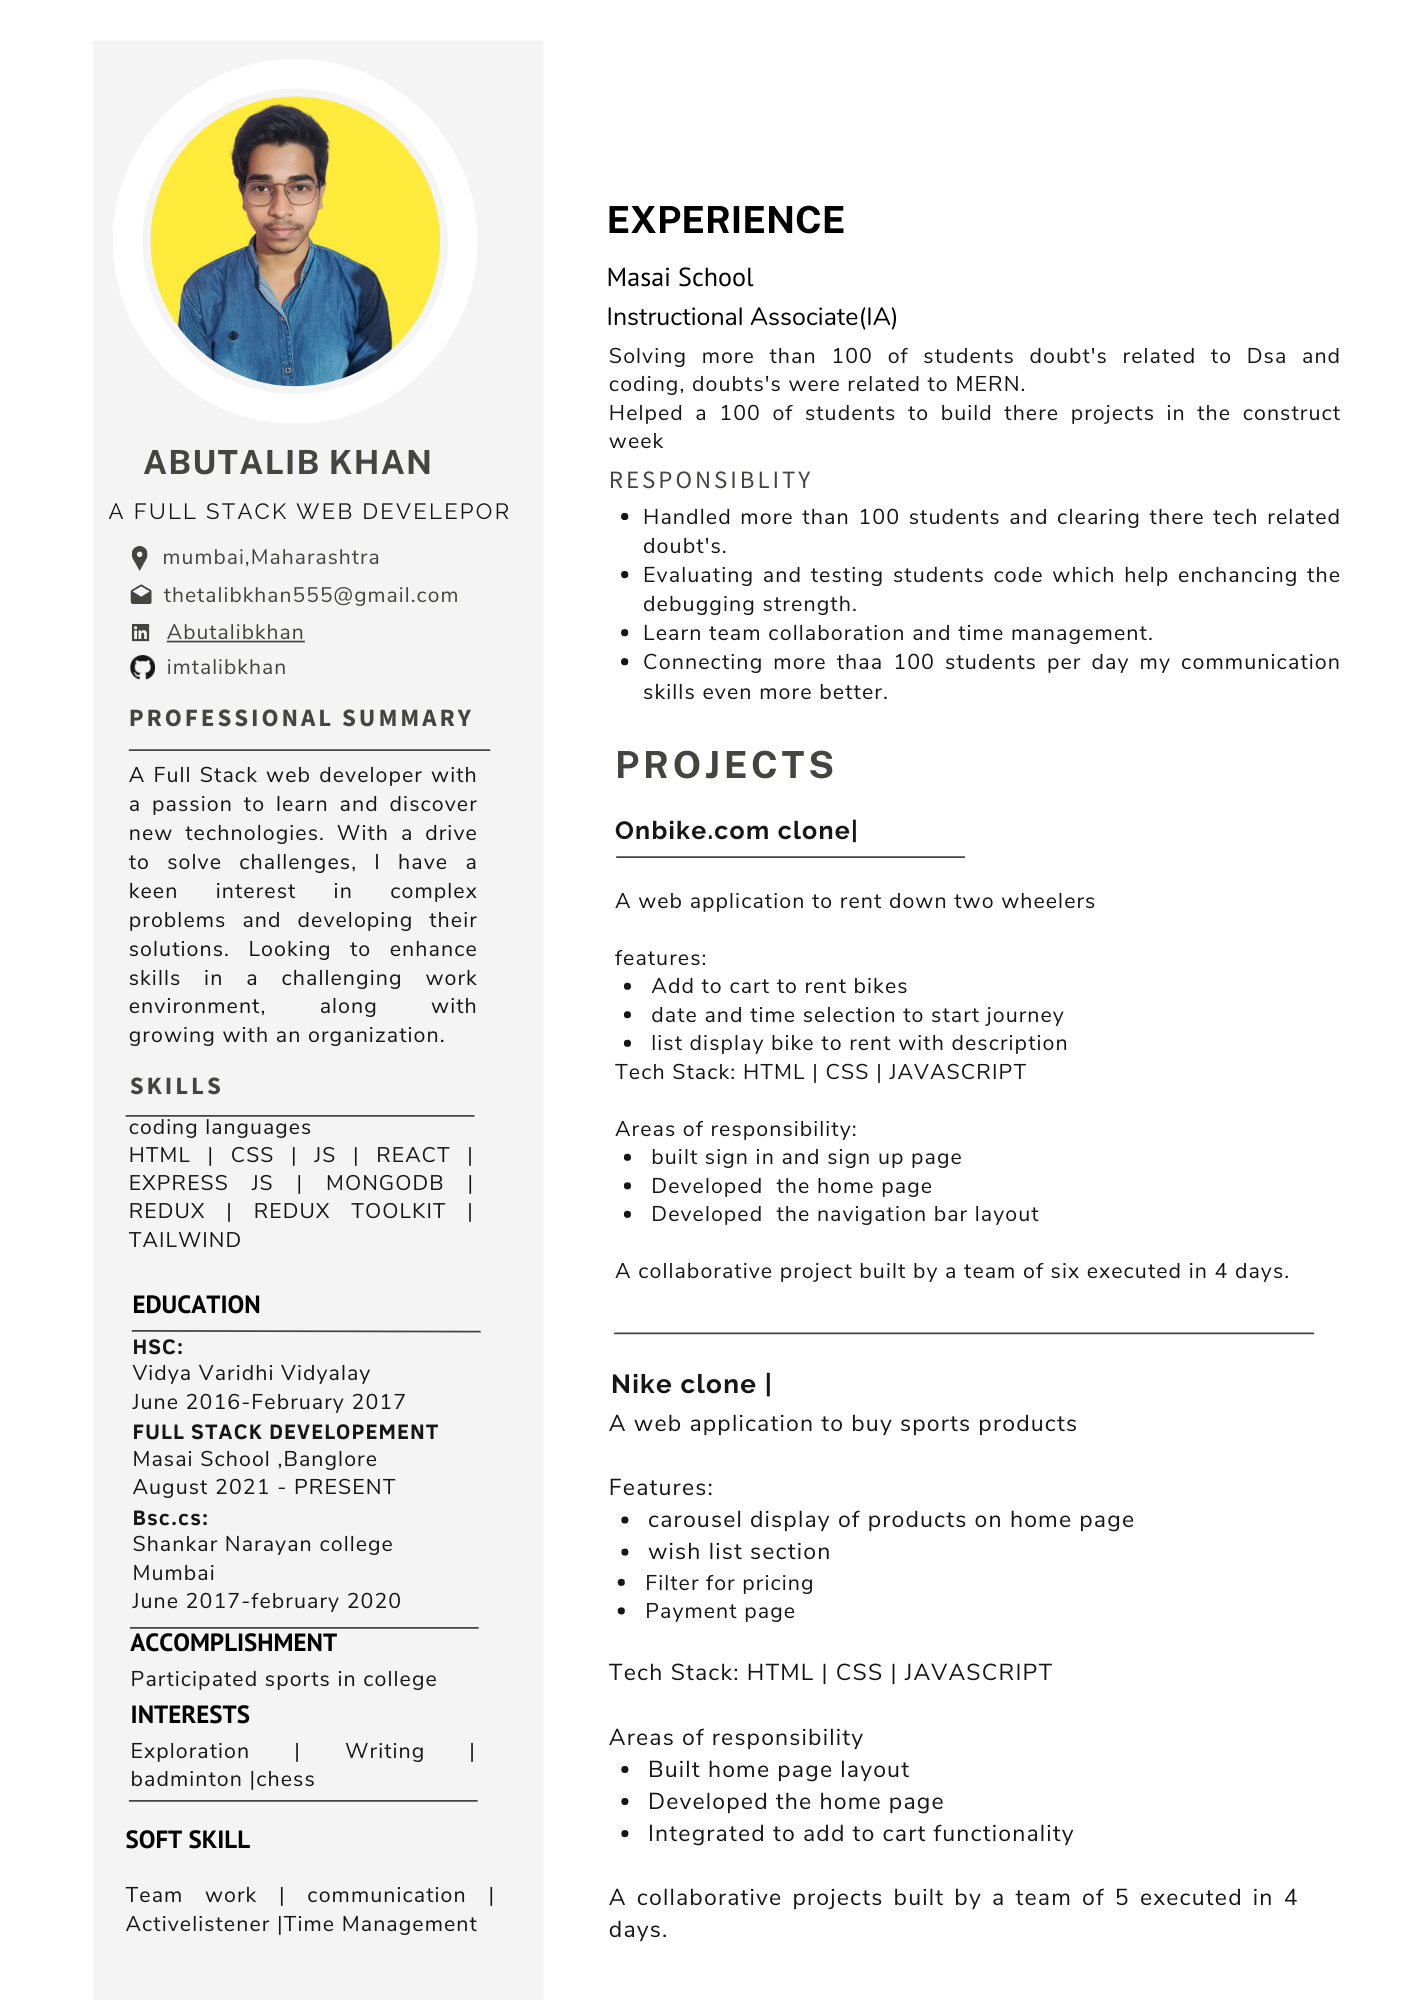 ABUTALIB KHAN
A FULL STACK WEB DEVELEPOR
mumbai,Maharashtra
thetalibkhan555@gmail.com
Abutalibkhan
imtalibkhan
PROFESSIONAL SUMMARY
A Full Stack web developer with
a passion to learn and discover
new technologies. With a drive
to solve challenges, I have a
keen interest in complex
problems and developing their
solutions. Looking to enhance
skills in a challenging work
environment, along with
growing with an organization.
SKILLS
coding languages
HTML | CSS | JS | REACT |
EXPRESS JS | MONGODB |
REDUX | REDUX TOOLKIT |
TAILWIND
EDUCATION
HSC:
Vidya Varidhi Vidyalay
June 2016-February 2017
FULL STACK DEVELOPEMENT
Masai School ,Banglore
August 2021 - PRESENT
Bsc.cs:
Shankar Narayan college
Mumbai
June 2017-february 2020
ACCOMPLISHMENT
Participated sports in college
INTERESTS
Exploration | Writing |
badminton |chess
SOFT SKILL
Team work | communication |
Activelistener |Time Management
EXPERIENCE
Masai School
Instructional Associate(IA)
Solving more than 100 of students doubt's related to Dsa and
coding, doubts's were related to MERN.
Helped a 100 of students to build there projects in the construct
week
RESPONSIBLITY
• Handled more than 100 students and clearing there tech related
doubt's.
• Evaluating and testing students code which help enchancing the
debugging strength.
• Learn team collaboration and time management.
• Connecting more thaa 100 students per day my communication
skills even more better.
PROJECTS
Onbike.com clone|
A web application to rent down two wheelers
features:
• Add to cart to rent bikes
• date and time selection to start journey
• list display bike to rent with description
Tech Stack: HTML | CSS | JAVASCRIPT
Areas of responsibility:
• built sign in and sign up page
• Developed the home page
• Developed the navigation bar layout
A collaborative project built by a team of six executed in 4 days.
Nike clone |
A web application to buy sports products
Features:
• carousel display of products on home page
• wish list section
• Filter for pricing
• Payment page
Tech Stack: HTML | CSS | JAVASCRIPT
Areas of responsibility
• Built home page layout
• Developed the home page
• Integrated to add to cart functionality
A collaborative projects built by a team of 5 executed in 4
days.